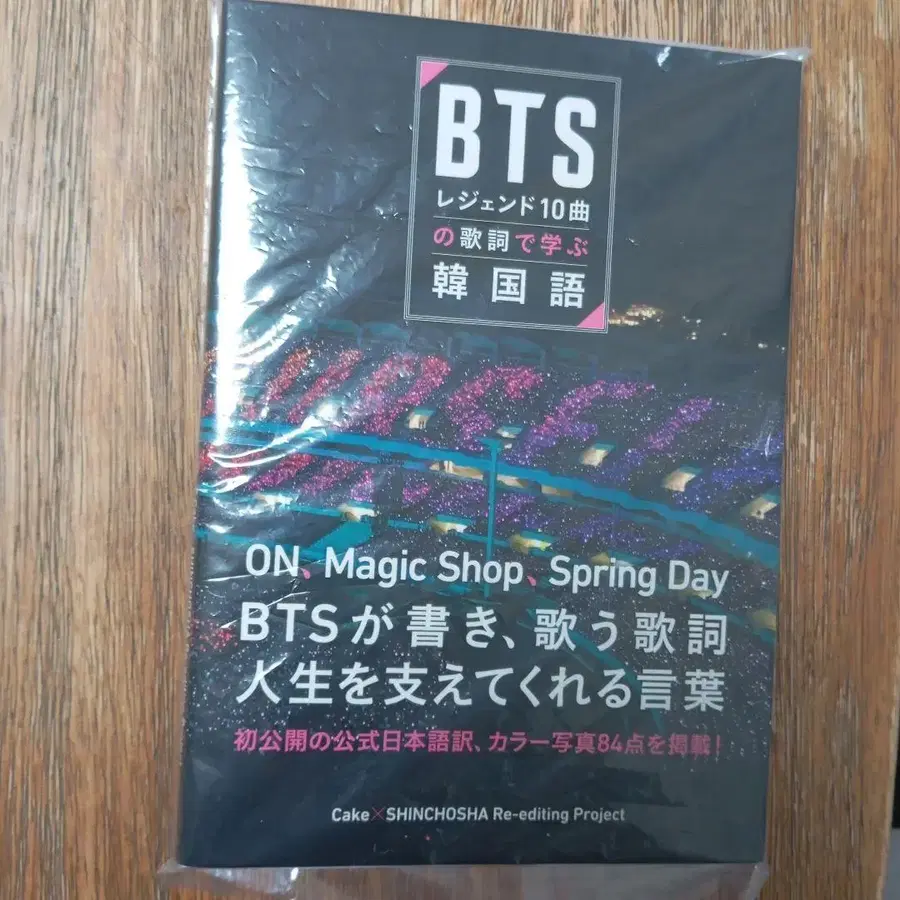 BTS
レジェンド10曲
の歌詞で学ぶ
韓国語
ON、Magic Shop、Spring Day
BTSが書き、歌う歌詞
人生を支えてくれる言葉
初公開の公式日本語訳、カラー写真84点を掲載！
Cake×SHINCHOSHA Re-editing Project